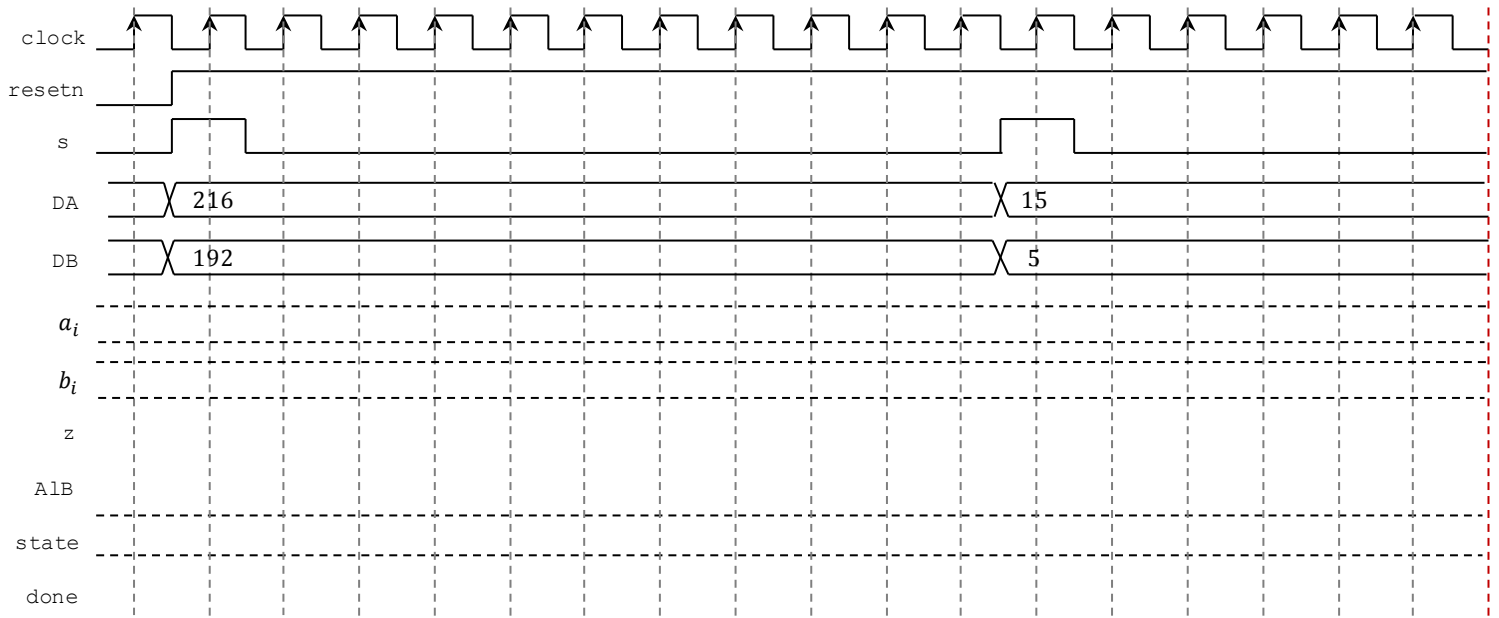 clock
resetn
s
DA 216 15
DB 192 5
aᵢ
bᵢ
z
AlB
state
done